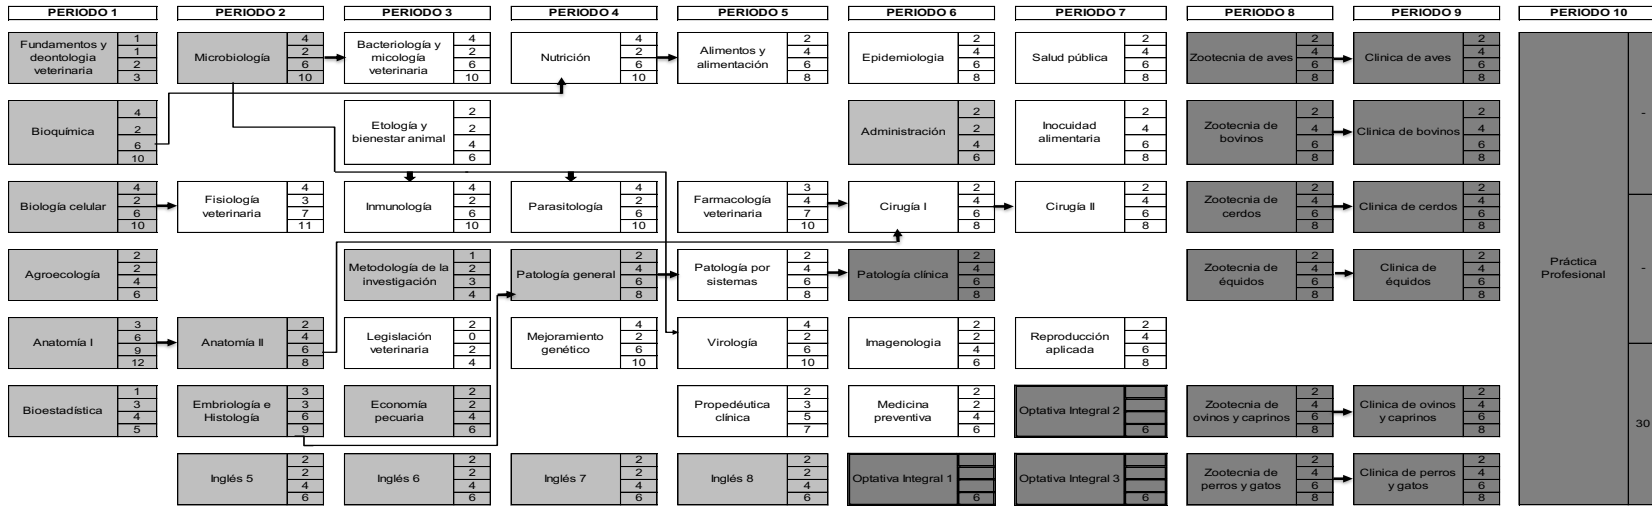 PERIODO 1
PERIODO 2
PERIODO 3
PERIODO 4
PERIODO 5
PERIODO 6
PERIODO 7
PERIODO 8
PERIODO 9
PERIODO 10
Fundamentos y
deontologia
veterinaria
1
1
2
3
Microbiología
4
2
6
10
Bacteriología y
micología
veterinaria
4
2
6
10
Nutrición
4
2
6
10
Alimentos y
alimentación
2
4
6
8
Epidemiologia
2
4
6
8
Salud pública
2
4
6
8
Zootecnia de aves
2
4
6
8
Clinica de aves
2
4
6
8
Bioquímica
4
2
6
10
Etología y
bienestar animal
2
2
4
6
Administración
2
2
4
6
Inocuidad
alimentaria
2
4
6
8
Zootecnia de
bovinos
2
4
6
8
Clinica de bovinos
2
4
6
8
-
Biología celular
4
2
6
10
Fisiología
veterinaria
4
3
7
11
Inmunología
4
2
6
10
Parasitología
4
2
6
10
Farmacología
veterinaria
3
4
7
10
Cirugía I
2
4
6
8
Cirugía II
2
4
6
8
Zootecnia de
cerdos
2
4
6
8
Clinica de cerdos
2
4
6
8
Agroecología
2
2
4
6
Metodología de la
investigación
1
2
3
4
Patología general
2
4
6
8
Patología por
sistemas
2
4
6
8
Patología clínica
2
4
6
8
Zootecnia de
équidos
2
4
6
8
Clinica de
équidos
2
4
6
8
Práctica
Profesional
-
Anatomía I
3
6
9
12
Anatomía II
2
4
6
8
Legislación
veterinaria
2
0
2
4
Mejoramiento
genético
4
2
6
10
Virología
4
2
6
10
Imagenologia
2
2
4
6
Reproducción
aplicada
2
4
6
8
Bioestadística
1
3
4
5
Embriología e
Histología
3
3
6
9
Economía
pecuaria
2
2
4
6
Propedéutica
clínica
2
3
5
7
Medicina
preventiva
2
2
4
6
Optativa Integral 2
6
Zootecnia de
ovinos y caprinos
2
4
6
8
Clinica de ovinos
y caprinos
2
4
6
8
30
Inglés 5
2
2
4
6
Inglés 6
2
2
4
6
Inglés 7
2
2
4
6
Inglés 8
2
2
4
6
Optativa Integral 1
6
Optativa Integral 3
6
Zootecnia de
perros y gatos
2
4
6
8
Clinica de perros
y gatos
2
4
6
8